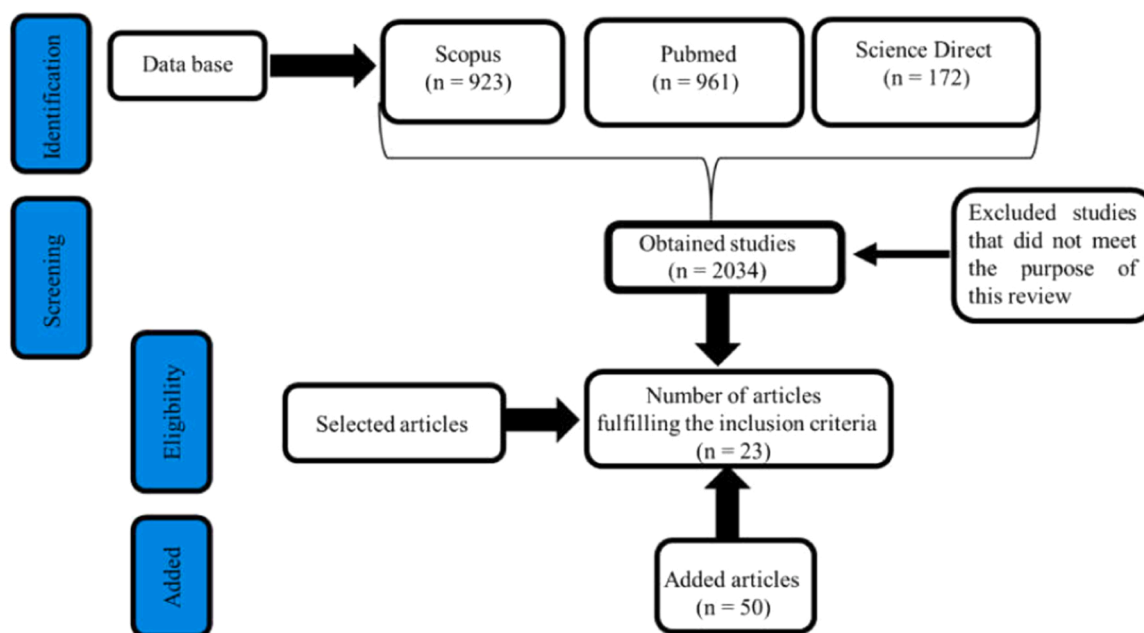 Identification
Data base
Scopus
(n = 923)
Pubmed
(n = 961)
Science Direct
(n = 172)
Screening
Obtained studies
(n = 2034)
Excluded studies
that did not meet
the purpose of
this review
Eligibility
Selected articles
Number of articles
fulfilling the inclusion criteria
(n = 23)
Added
Added articles
(n = 50)